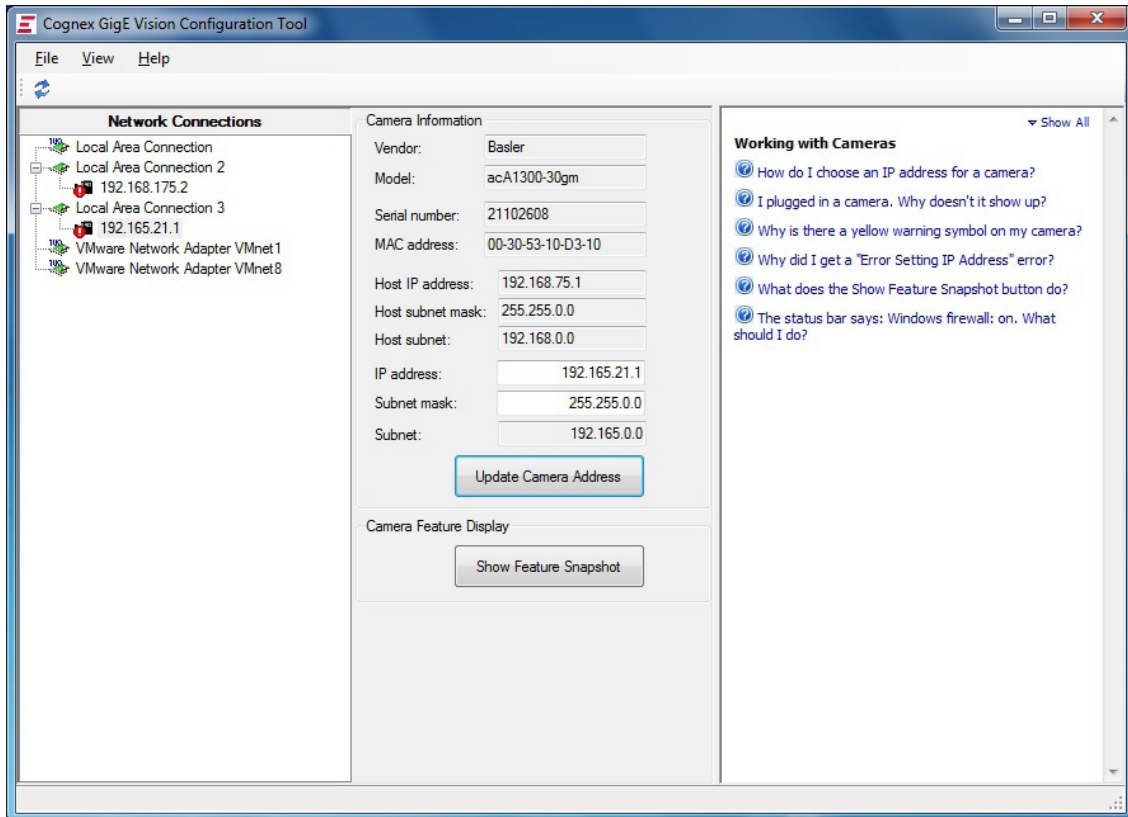 Cognex GigE Vision Configuration Tool
File View Help
Network Connections
Local Area Connection
Local Area Connection 2
192.168.175.2
Local Area Connection 3
192.165.21.1
VMware Network Adapter VMnet1
VMware Network Adapter VMnet8
Camera Information
Vendor: Basler
Model: acA1300-30gm
Serial number: 21102608
MAC address: 00-30-53-10-D3-10
Host IP address: 192.168.75.1
Host subnet mask: 255.255.0.0
Host subnet: 192.168.0.0
IP address: 192.165.21.1
Subnet mask: 255.255.0.0
Subnet: 192.165.0.0
Update Camera Address
Camera Feature Display
Show Feature Snapshot
Show All
Working with Cameras
How do I choose an IP address for a camera?
I plugged in a camera. Why doesn't it show up?
Why is there a yellow warning symbol on my camera?
Why did I get a "Error Setting IP Address" error?
What does the Show Feature Snapshot button do?
The status bar says: Windows firewall: on. What
should I do?